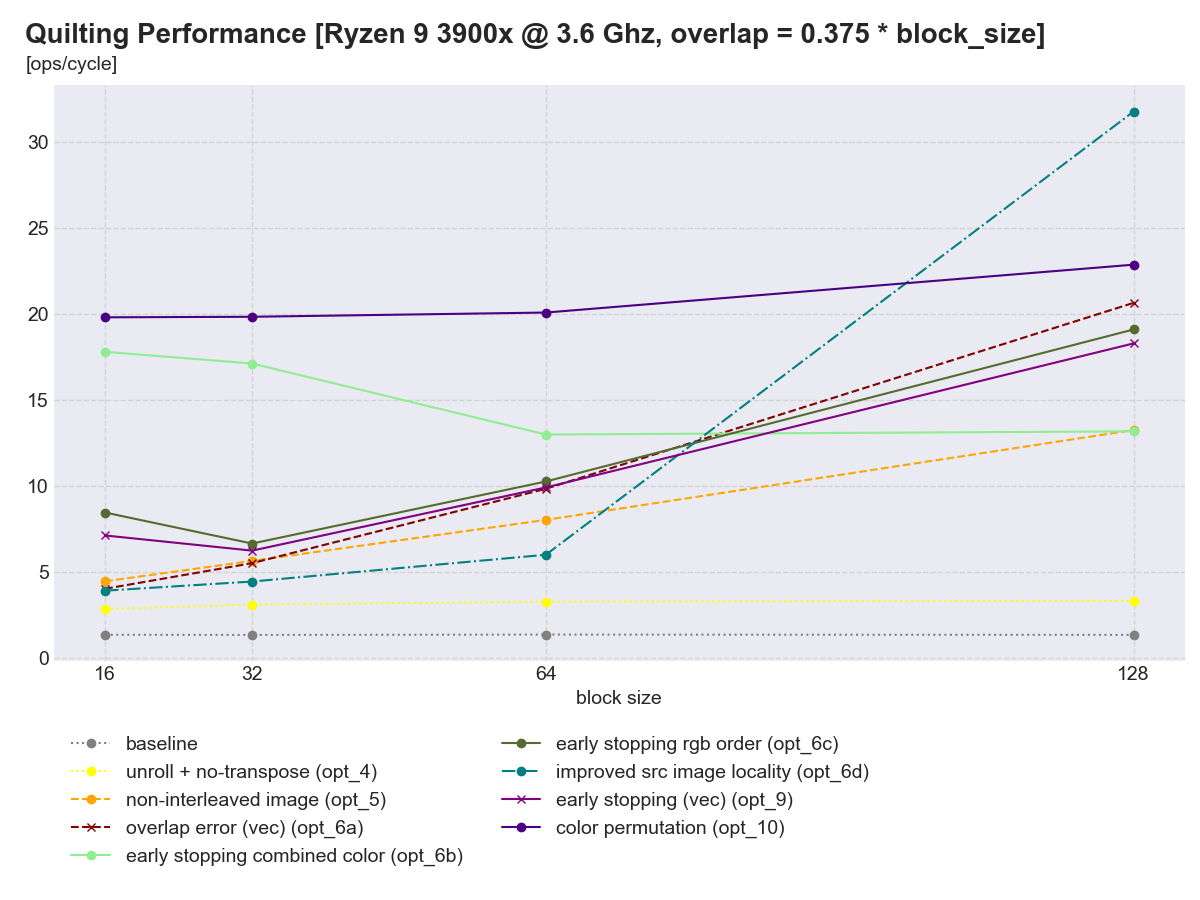 Quilting Performance [Ryzen 9 3900x @ 3.6 Ghz, overlap = 0.375 * block_size]
[ops/cycle]
30
25
20
15
10
5
0
16 32 64 128
block size
baseline
unroll + no-transpose (opt_4)
non-interleaved image (opt_5)
overlap error (vec) (opt_6a)
early stopping combined color (opt_6b)
early stopping rgb order (opt_6c)
improved src image locality (opt_6d)
early stopping (vec) (opt_9)
color permutation (opt_10)